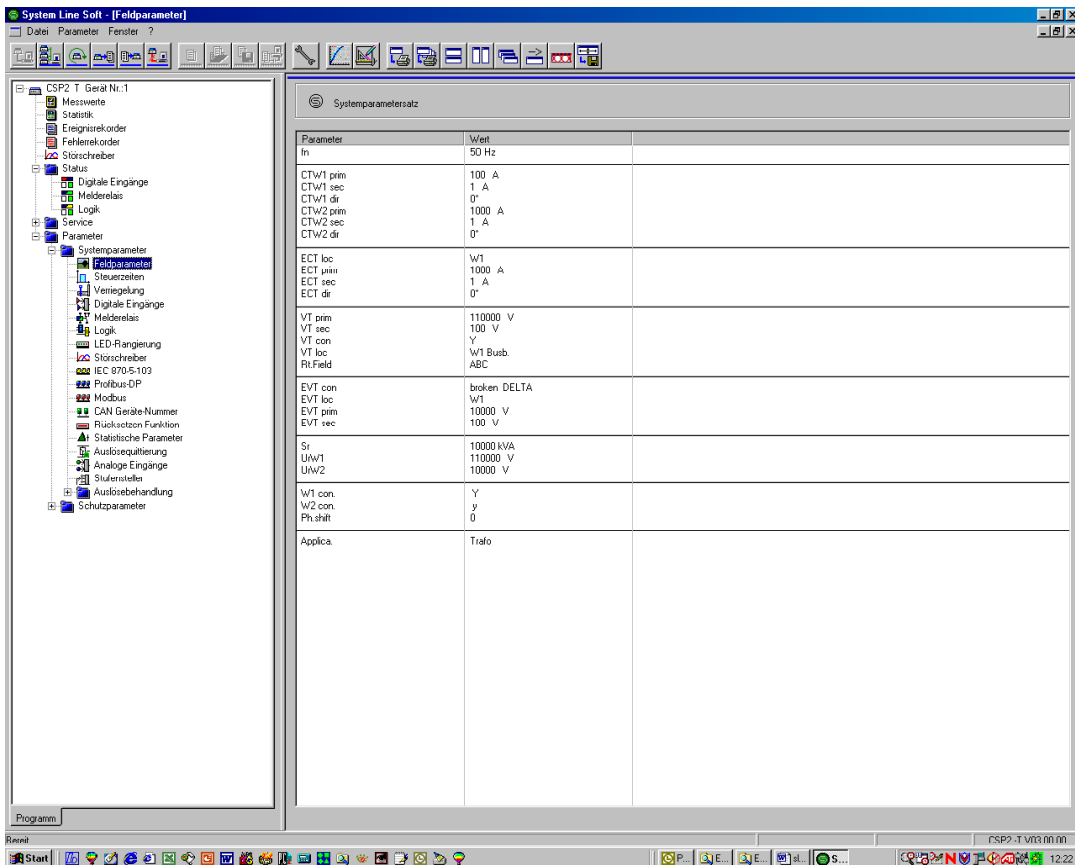 System Line Soft - [Feldparameter]
Datei Parameter Fenster ?
CSP2 T Gerät Nr.:1
Messwerte
Statistik
Ereignisrekorder
Fehlerrekorder
Störschreiber
Status
Digitale Eingänge
Melderelais
Logik
Service
Parameter
Systemparameter
Feldparameter
Steuerzeiten
Verriegelung
Digitale Eingänge
Melderelais
Logik
LED-Rangierung
Störschreiber
IEC 870-5-103
Profibus-DP
Modbus
CAN Geräte-Nummer
Rücksetzen Funktion
Statistische Parameter
Auslösequittierung
Analoge Eingänge
Stufensteller
Auslösebehandlung
Schutzparameter
Programm
Systemparametersatz
Parameter Wert
fn 50 Hz
CTW1 prim 100 A
CTW1 sec 1 A
CTW1 dir 0°
CTW2 prim 1000 A
CTW2 sec 1 A
CTW2 dir 0°
ECT loc W1
ECT prim 1000 A
ECT sec 1 A
ECT dir 0°
VT prim 110000 V
VT sec 100 V
VT con Y
VT loc W1 Busb.
Rt.Field ABC
EVT con broken DELTA
EVT loc W1
EVT prim 10000 V
EVT sec 100 V
Sr 10000 kVA
UrW1 110000 V
UrW2 10000 V
W1 con. Y
W2 con. y
Ph.shift 0
Applica. Trafo
Bereit CSP2 -T V03.00.00
Start P... E... E... sl... S... 12:22